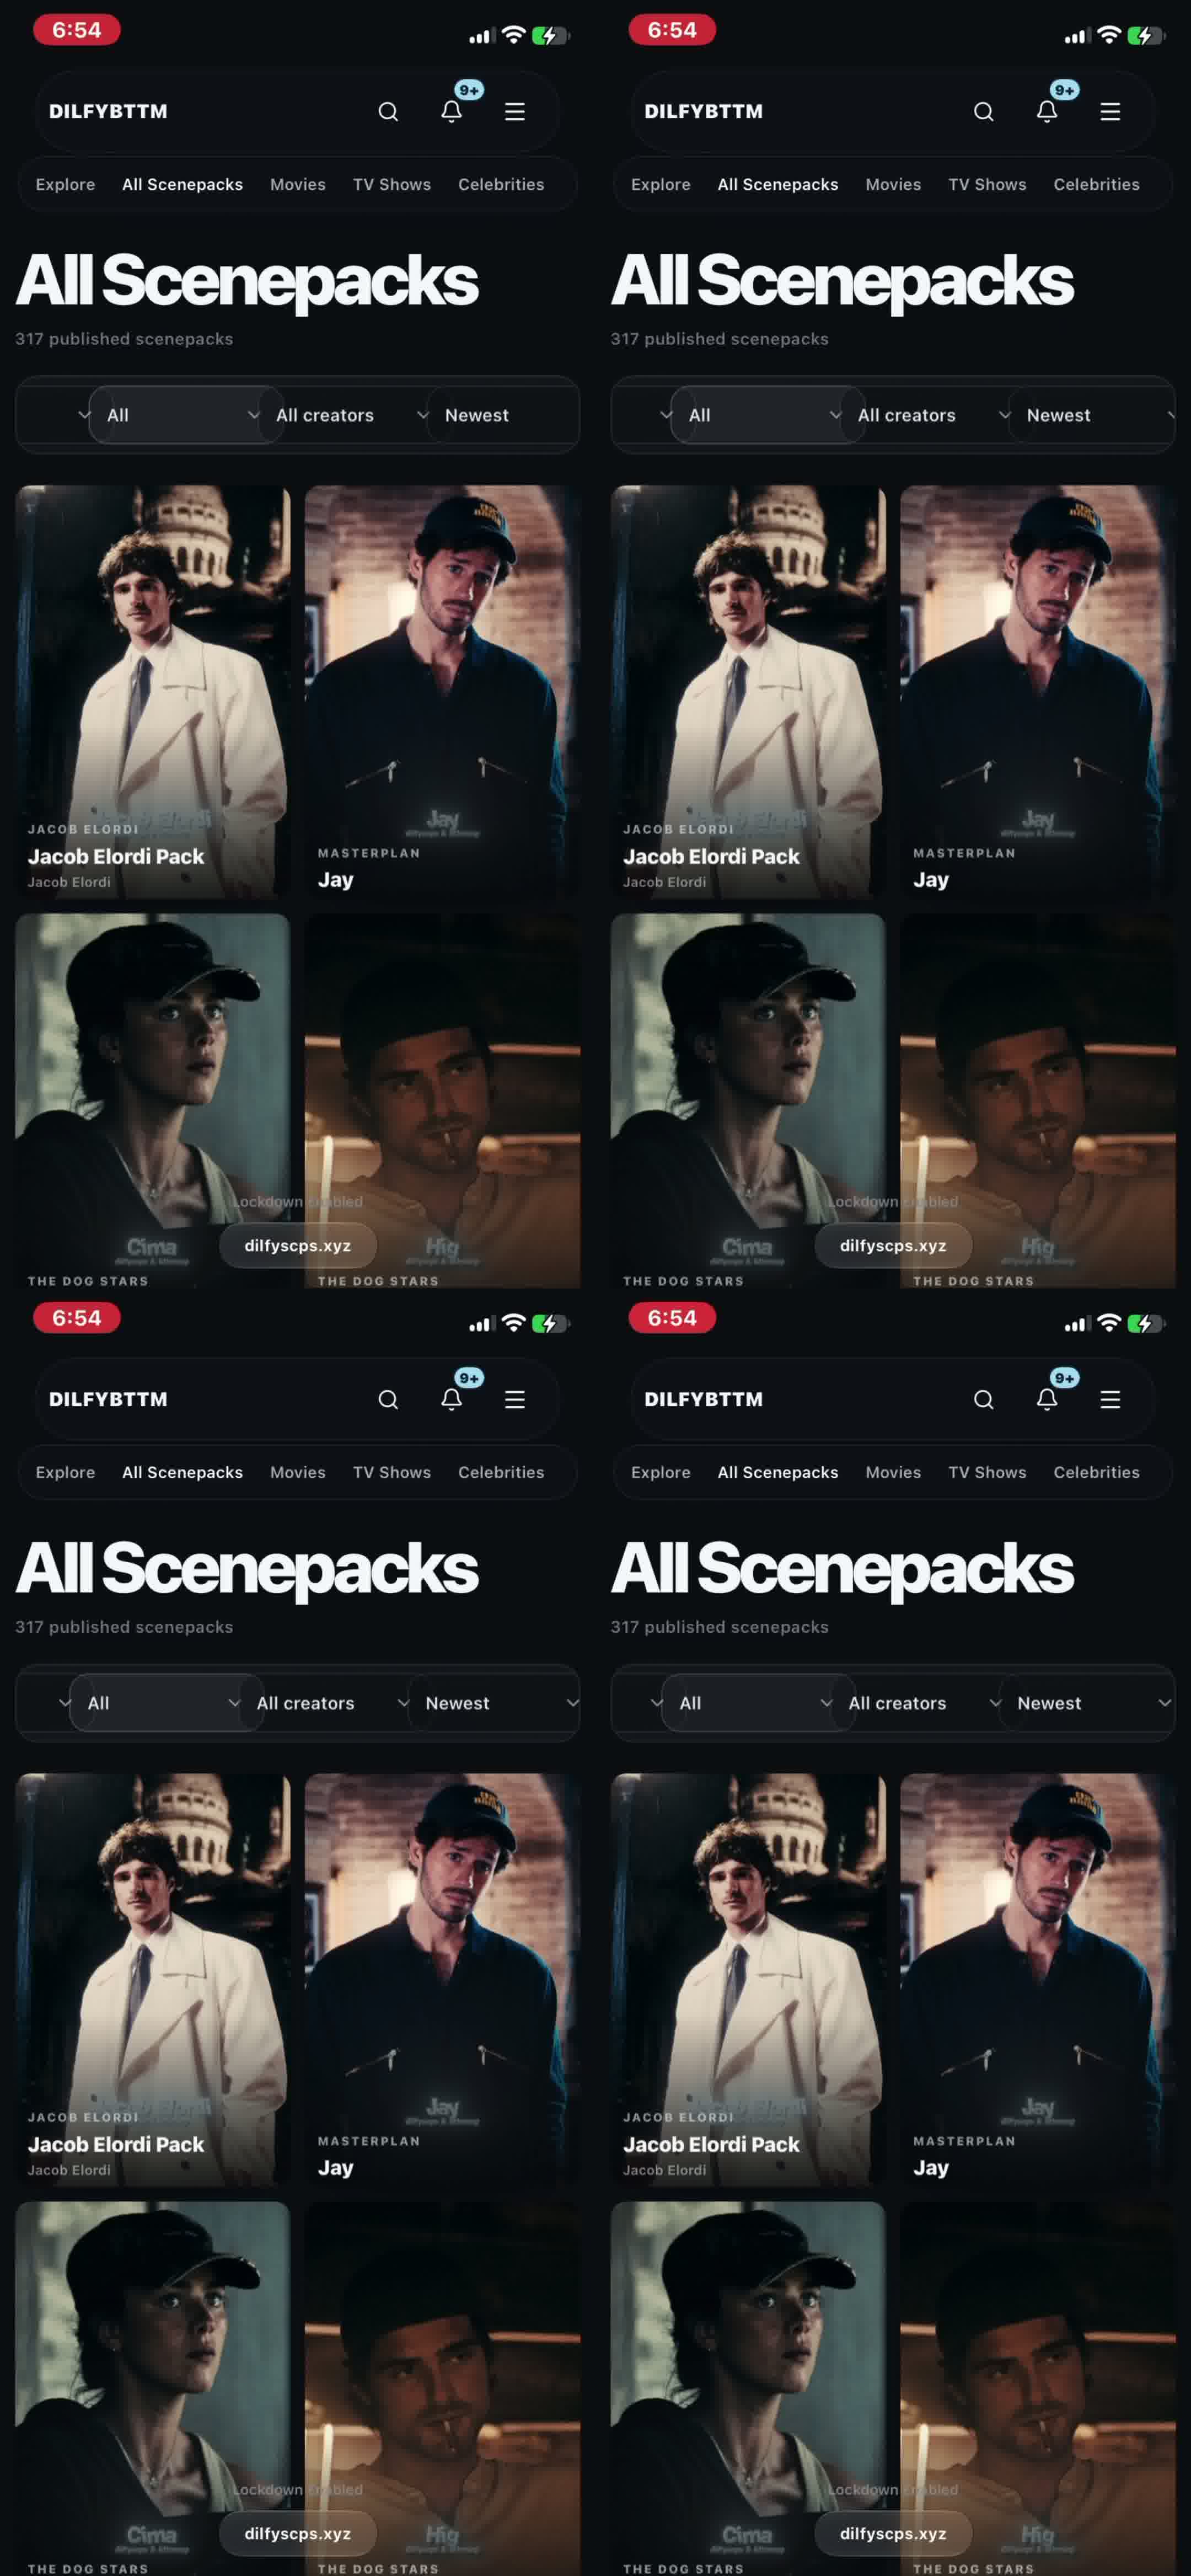 6:54
DILFYBTTM
9+
Explore All Scenepacks Movies TV Shows Celebrities
All Scenepacks
317 published scenepacks
All All creators Newest
JACOB ELORDI
Jacob Elordi Pack
Jacob Elordi
Jay
MASTERPLAN
Jay
Lockdown Enabled
Cima
dilfyscps.xyz
Hig
THE DOG STARS
THE DOG STARS
6:54
DILFYBTTM
9+
Explore All Scenepacks Movies TV Shows Celebrities
All Scenepacks
317 published scenepacks
All All creators Newest
JACOB ELORDI
Jacob Elordi Pack
Jacob Elordi
Jay
MASTERPLAN
Jay
Lockdown Enabled
Cima
dilfyscps.xyz
Hig
THE DOG STARS
THE DOG STARS
6:54
DILFYBTTM
9+
Explore All Scenepacks Movies TV Shows Celebrities
All Scenepacks
317 published scenepacks
All All creators Newest
JACOB ELORDI
Jacob Elordi Pack
Jacob Elordi
Jay
MASTERPLAN
Jay
Lockdown Enabled
Cima
dilfyscps.xyz
Hig
THE DOG STARS
THE DOG STARS
6:54
DILFYBTTM
9+
Explore All Scenepacks Movies TV Shows Celebrities
All Scenepacks
317 published scenepacks
All All creators Newest
JACOB ELORDI
Jacob Elordi Pack
Jacob Elordi
Jay
MASTERPLAN
Jay
Lockdown Enabled
Cima
dilfyscps.xyz
Hig
THE DOG STARS
THE DOG STARS